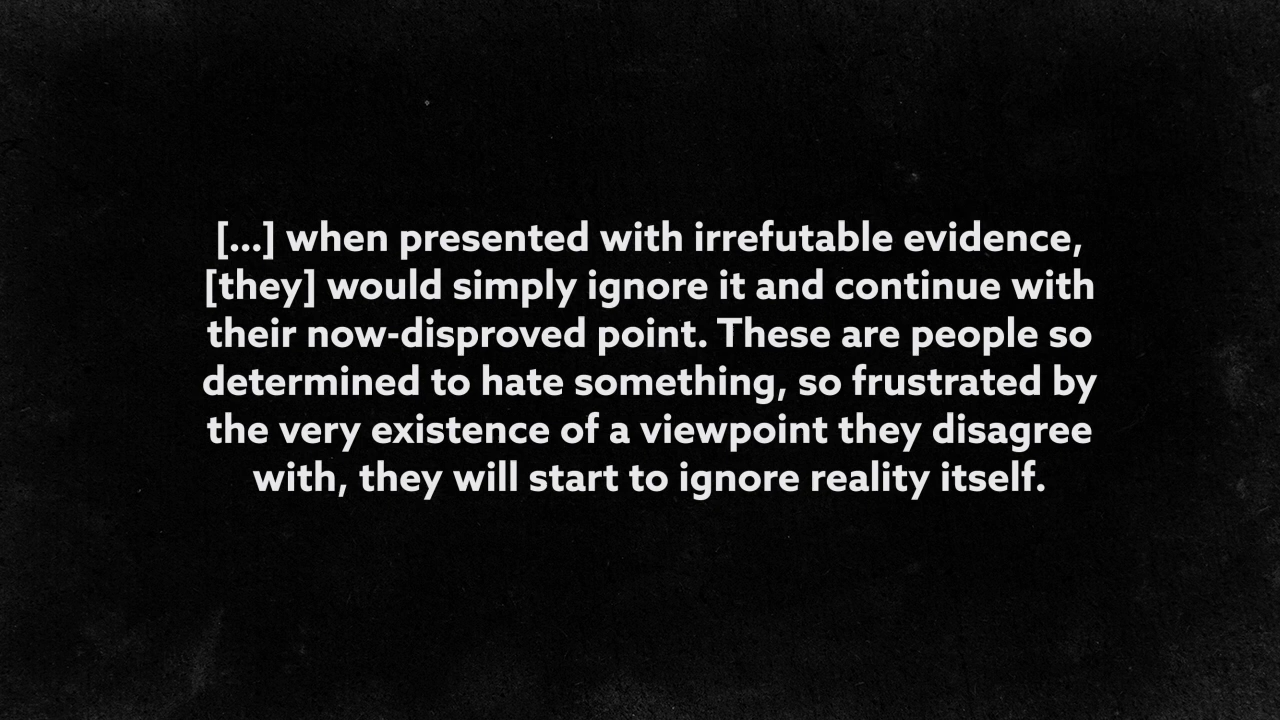 [...] when presented with irrefutable evidence,
[they] would simply ignore it and continue with
their now-disproved point. These are people so
determined to hate something, so frustrated by
the very existence of a viewpoint they disagree
with, they will start to ignore reality itself.